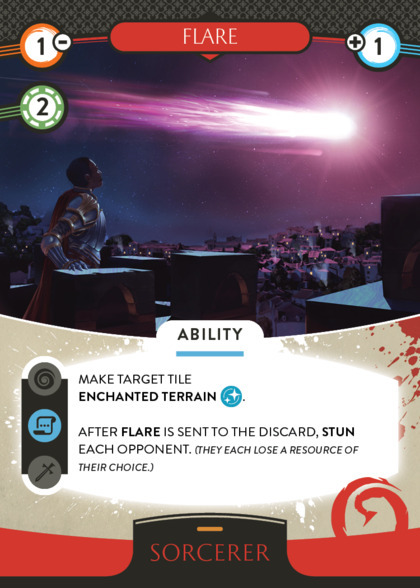 1 -
FLARE
+ 1
2
ABILITY
MAKE TARGET TILE
ENCHANTED TERRAIN .
AFTER FLARE IS SENT TO THE DISCARD, STUN
EACH OPPONENT. (THEY EACH LOSE A RESOURCE OF
THEIR CHOICE.)
SORCERER